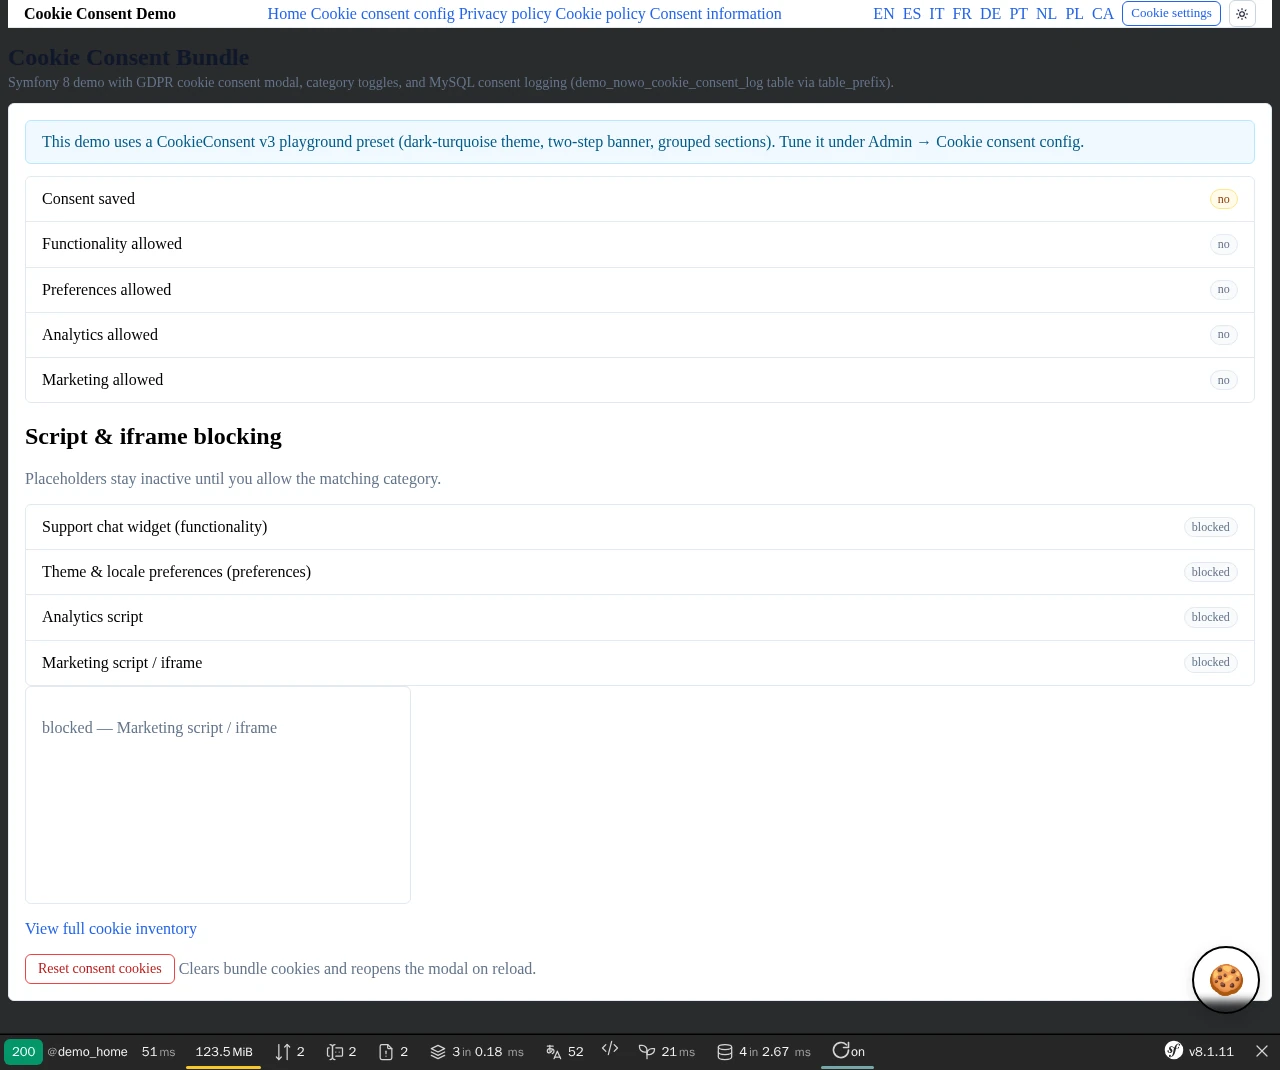 Cookie Consent Demo Home Cookie consent config Privacy policy Cookie policy Consent information EN ES IT FR DE PT NL PL CA Cookie settings
Cookie Consent Bundle
Symfony 8 demo with GDPR cookie consent modal, category toggles, and MySQL consent logging (demo_nowo_cookie_consent_log table via table_prefix).
This demo uses a CookieConsent v3 playground preset (dark-turquoise theme, two-step banner, grouped sections). Tune it under Admin → Cookie consent config.
Consent saved no
Functionality allowed no
Preferences allowed no
Analytics allowed no
Marketing allowed no
Script & iframe blocking
Placeholders stay inactive until you allow the matching category.
Support chat widget (functionality) blocked
Theme & locale preferences (preferences) blocked
Analytics script blocked
Marketing script / iframe blocked
blocked — Marketing script / iframe
View full cookie inventory
Reset consent cookies Clears bundle cookies and reopens the modal on reload.
200 @demo_home 51 ms 123.5 MiB 2 2 2 3 in 0.18 ms 52 21 ms 4 in 2.67 ms on sf v8.1.11